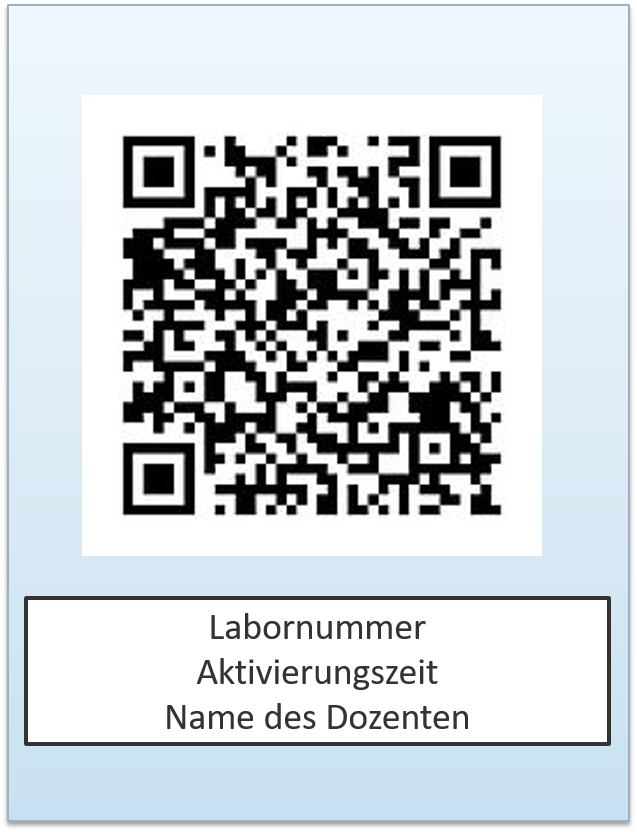 Labornummer
Aktivierungszeit
Name des Dozenten